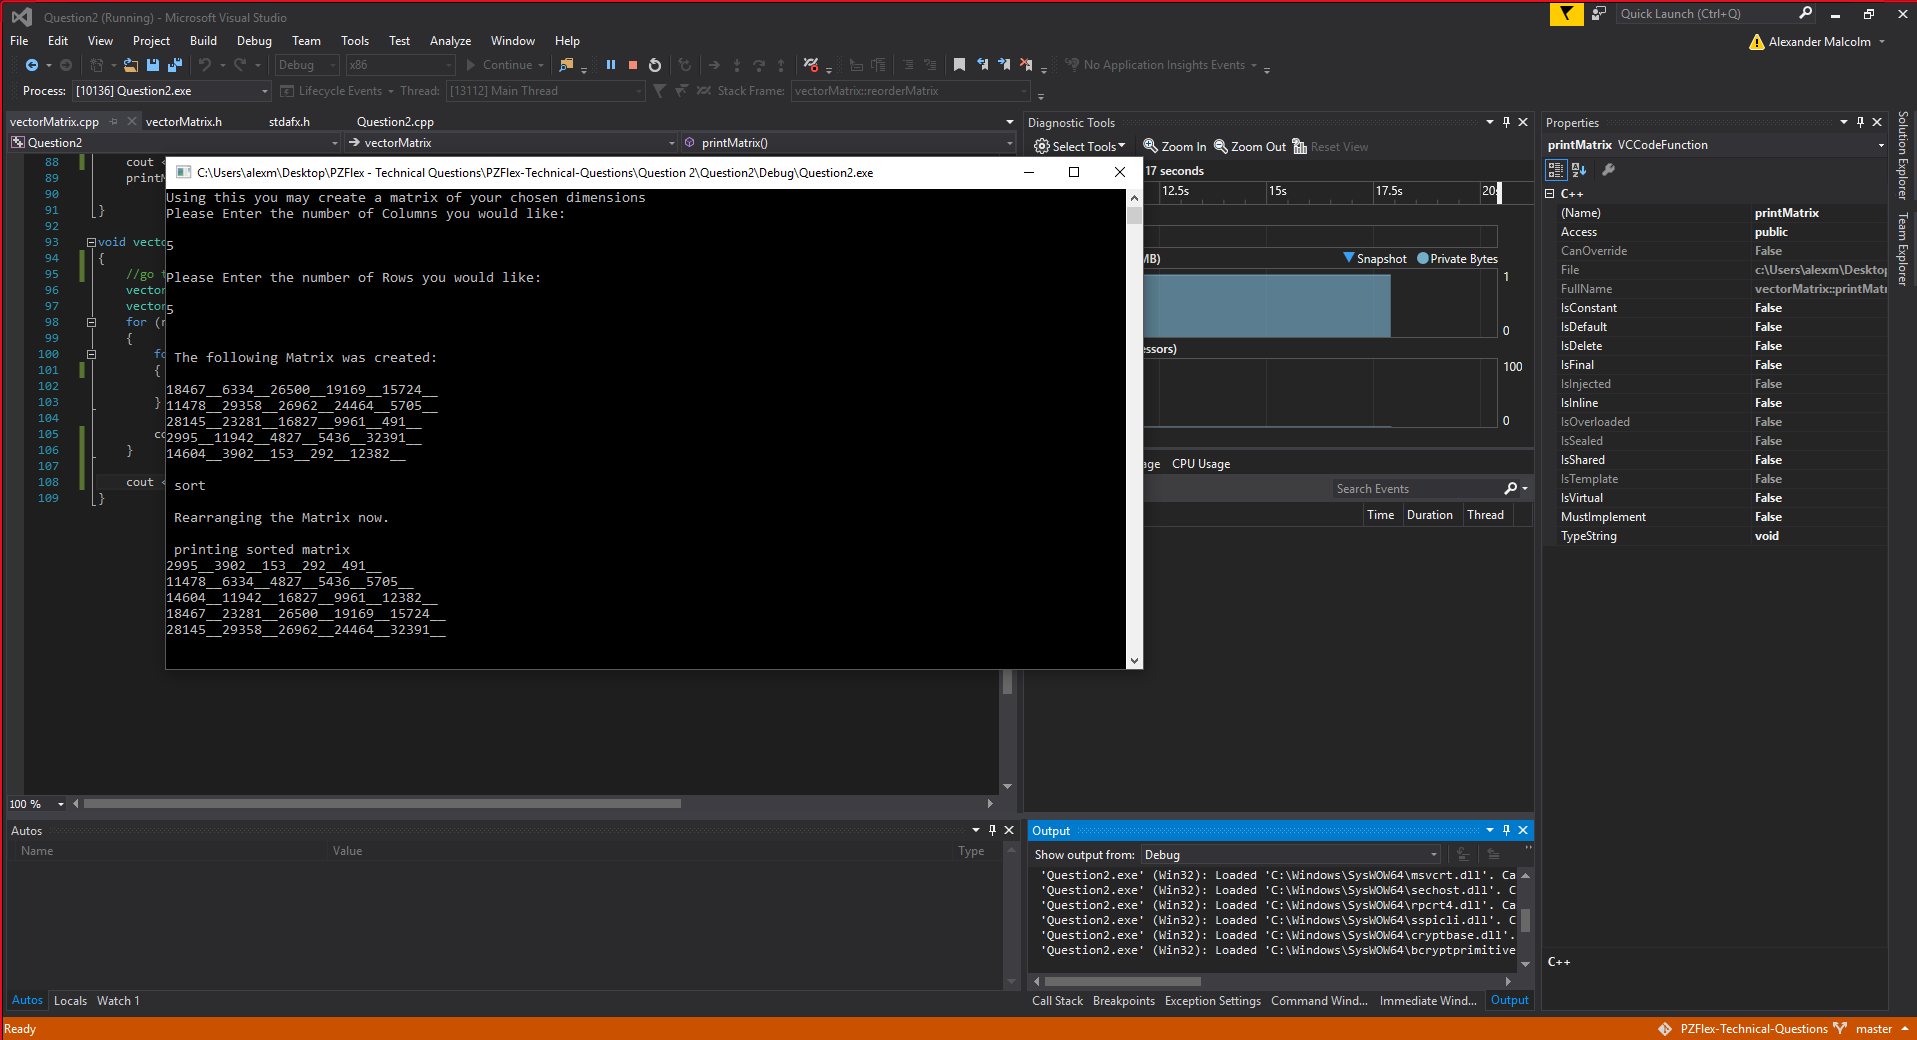 Question2 (Running) - Microsoft Visual Studio
Quick Launch (Ctrl+Q)
File Edit View Project Build Debug Team Tools Test Analyze Window Help
Alexander Malcolm
Debug x86 Continue No Application Insights Events
Process: [10136] Question2.exe Lifecycle Events Thread: [13112] Main Thread Stack Frame: vectorMatrix::reorderMatrix
vectorMatrix.cpp vectorMatrix.h stdafx.h Question2.cpp
Question2 vectorMatrix printMatrix()
88 cout <
89 printM
90
91 }
92
93 void vecto
94 {
95 //go t
96 vector
97 vector
98 for (r
99 {
100 fo
101 {
102
103 }
104
105 co
106 }
107
108 cout <
109 }
C:\Users\alexm\Desktop\PZFlex - Technical Questions\PZFlex-Technical-Questions\Question 2\Question2\Debug\Question2.exe
Using this you may create a matrix of your chosen dimensions
Please Enter the number of Columns you would like:
5
Please Enter the number of Rows you would like:
5
The following Matrix was created:
18467__6334__26500__19169__15724__
11478__29358__26962__24464__5705__
28145__23281__16827__9961__491__
2995__11942__4827__5436__32391__
14604__3902__153__292__12382__
sort
Rearranging the Matrix now.
printing sorted matrix
2995__3902__153__292__491__
11478__6334__4827__5436__5705__
14604__11942__16827__9961__12382__
18467__23281__26500__19169__15724__
28145__29358__26962__24464__32391__
Diagnostic Tools
Select Tools Zoom In Zoom Out Reset View
17 seconds
12.5s 15s 17.5s 20s
MB) Snapshot Private Bytes
1
0
essors)
100
0
age CPU Usage
Search Events
Time Duration Thread
Properties
printMatrix VCCodeFunction
C++
(Name) printMatrix
Access public
CanOverride False
File c:\Users\alexm\Desktop
FullName vectorMatrix::printMatr
IsConstant False
IsDefault False
IsDelete False
IsFinal False
IsInjected False
IsInline False
IsOverloaded False
IsSealed False
IsShared False
IsTemplate False
IsVirtual False
MustImplement False
TypeString void
C++
Solution Explorer
Team Explorer
100 %
Autos
Name Value Type
Autos Locals Watch 1
Output
Show output from: Debug
'Question2.exe' (Win32): Loaded 'C:\Windows\SysWOW64\msvcrt.dll'. Ca
'Question2.exe' (Win32): Loaded 'C:\Windows\SysWOW64\sechost.dll'. C
'Question2.exe' (Win32): Loaded 'C:\Windows\SysWOW64\rpcrt4.dll'. Ca
'Question2.exe' (Win32): Loaded 'C:\Windows\SysWOW64\sspicli.dll'. C
'Question2.exe' (Win32): Loaded 'C:\Windows\SysWOW64\cryptbase.dll'.
'Question2.exe' (Win32): Loaded 'C:\Windows\SysWOW64\bcryptprimitive
Call Stack Breakpoints Exception Settings Command Wind... Immediate Wind... Output
Ready
PZFlex-Technical-Questions master